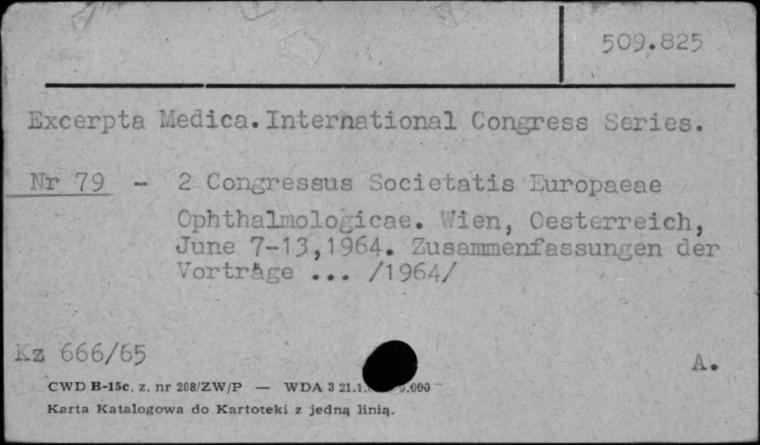 509.825
Excerpta Medica. International Congress Series.
Nr 79 - 2 Congressus Societatis Europaeae
Ophthalmologicae. Wien, Oesterreich,
June 7-13,1964. Zusammenfassungen der
Vorträge ... /1964/
Kz 666/65
A.
CWD B-15c, z. nr 208/ZW/P — WDA 3 21.1.
Karta Katalogowa do Kartoteki z jedną linią.